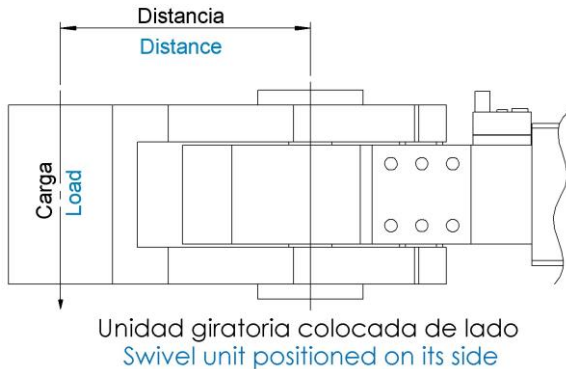 Distancia
Distance
Carga
Load
Unidad giratoria colocada de lado
Swivel unit positioned on its side